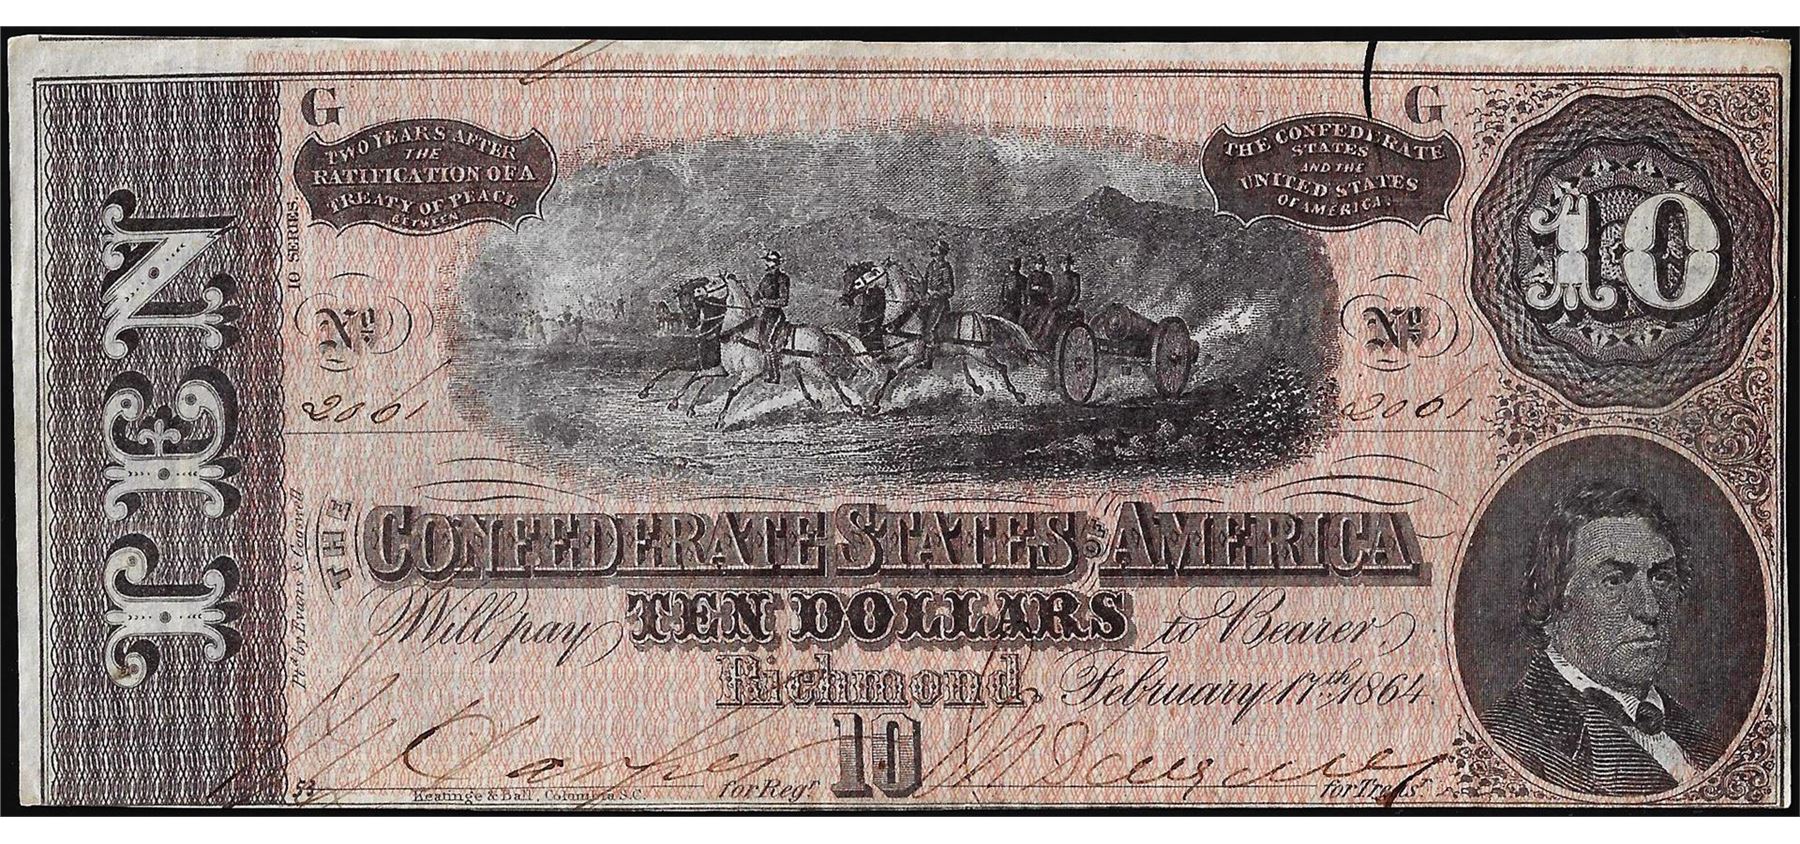 G
G
TWO YEARS AFTER
THE
RATIFICATION OF A
TREATY OF PEACE
BETWEEN
THE CONFEDERATE
STATES
AND THE
UNITED STATES
OF AMERICA.
10
TEN
10 SERIES
No
2001
No
2001
THE CONFEDERATE STATES OF AMERICA
Will pay TEN DOLLARS to Bearer
Richmond, February 17th, 1864
Ptd. by Evans & Cogswell
10
53
Keatinge & Ball, Columbia S.C.
for Regr.
for Treasr.